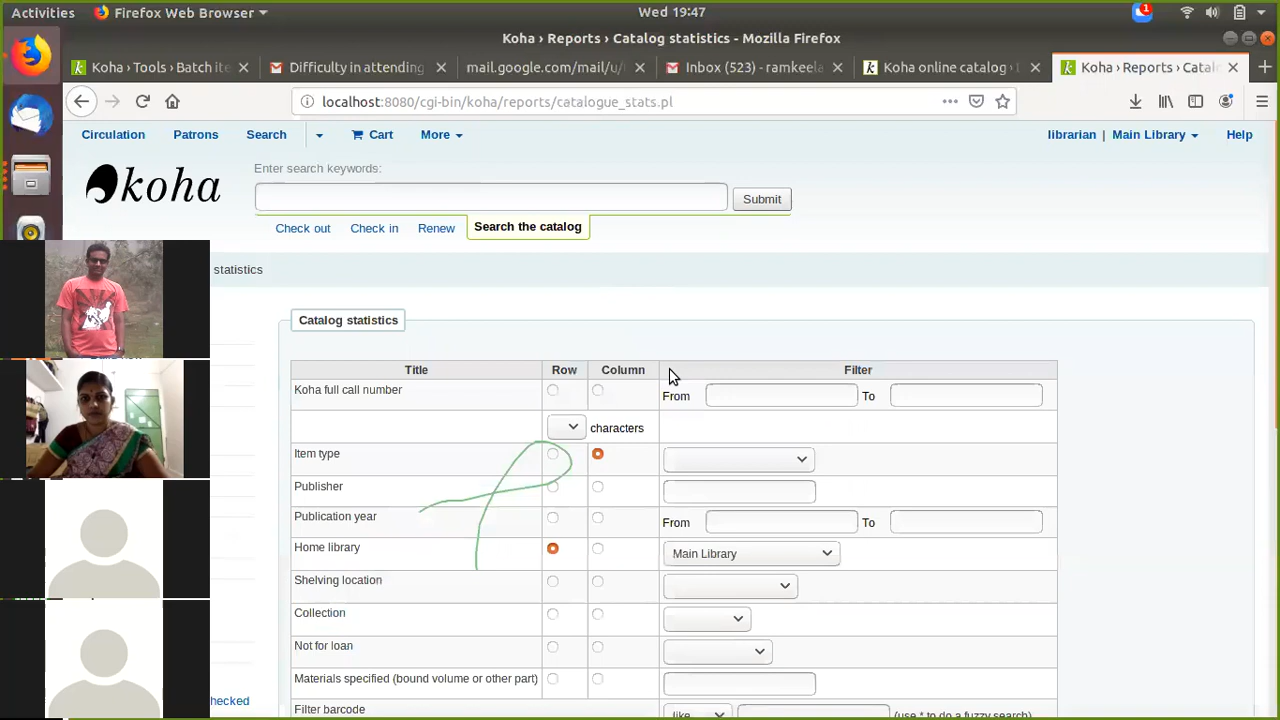 Activities Firefox Web Browser Wed 19:47 1
Koha › Reports › Catalog statistics - Mozilla Firefox
Koha › Tools › Batch ite Difficulty in attending mail.google.com/mail/u/ Inbox (523) - ramkeela Koha online catalog Koha › Reports › Catal
localhost:8080/cgi-bin/koha/reports/catalogue_stats.pl
Circulation Patrons Search Cart More librarian | Main Library Help
koha
Enter search keywords:
Submit
Check out Check in Renew Search the catalog
statistics
Catalog statistics
Title Row Column Filter
Koha full call number From To
characters
Item type
Publisher
Publication year From To
Home library Main Library
Shelving location
Collection
Not for loan
Materials specified (bound volume or other part)
hecked
Filter barcode like (use * to do a fuzzy search)